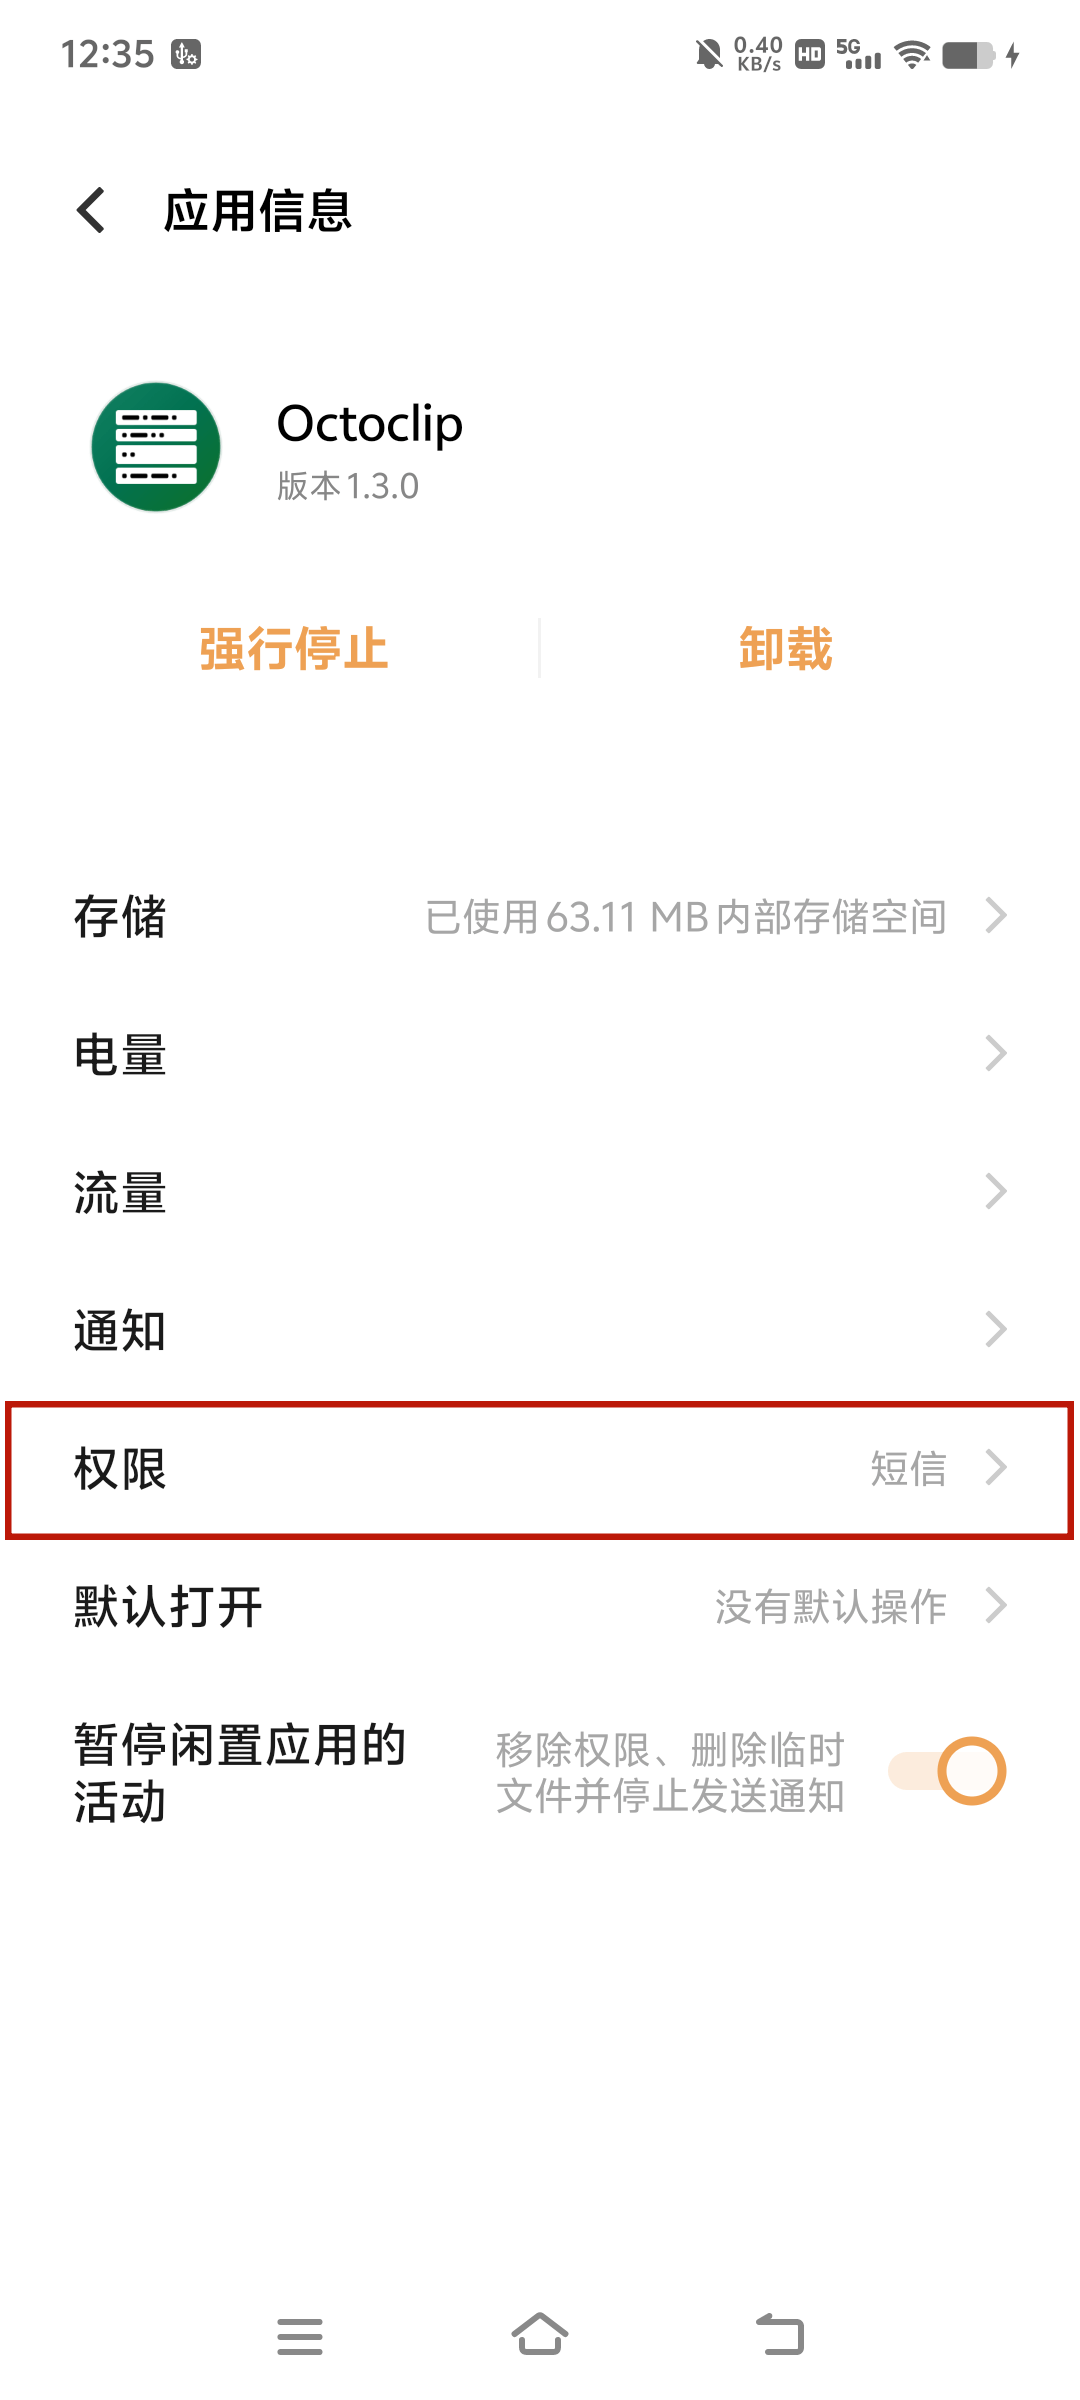 12:35
0.40
KB/s
HD
5G
应用信息
Octoclip
版本 1.3.0
强行停止
卸载
存储
已使用 63.11 MB 内部存储空间
电量
流量
通知
权限
短信
默认打开
没有默认操作
暂停闲置应用的
活动
移除权限、删除临时
文件并停止发送通知